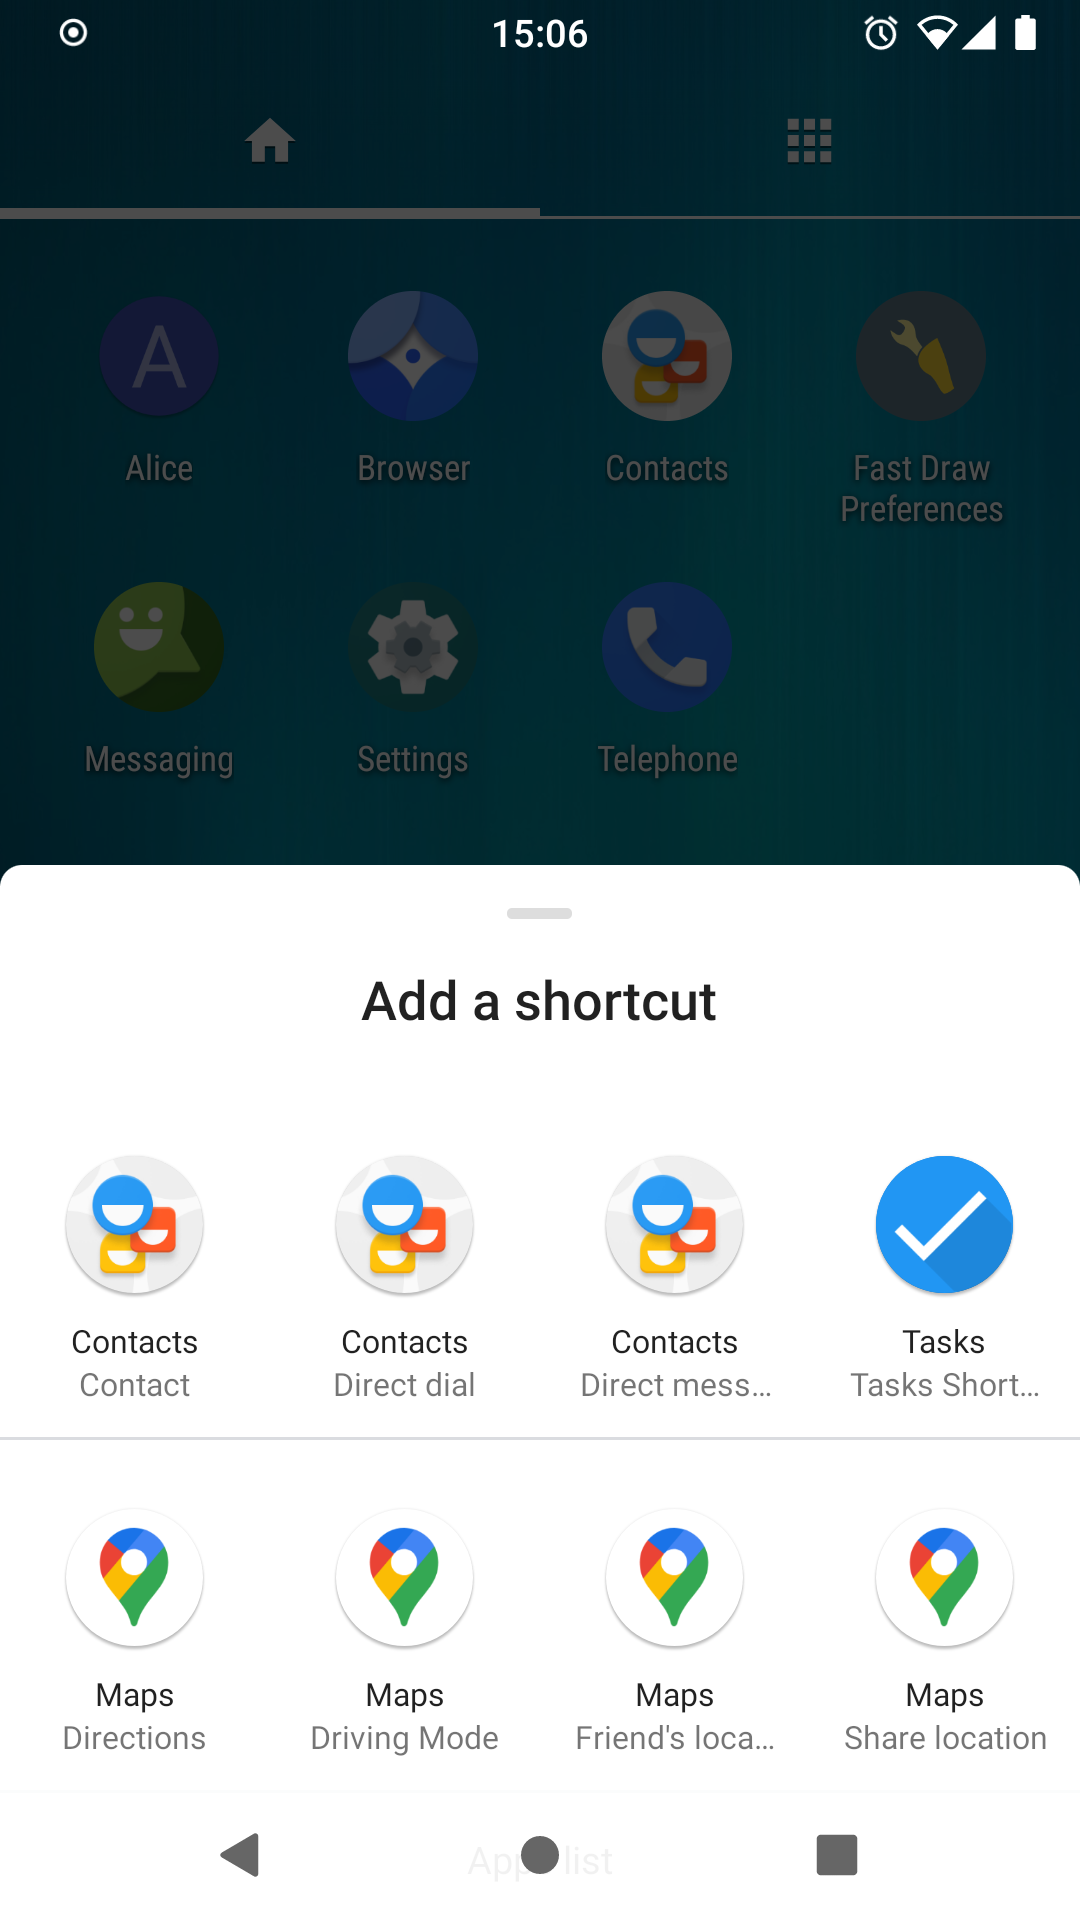 15:06
A
Alice
Browser
Contacts
Fast Draw
Preferences
Messaging
Settings
Telephone
Add a shortcut
Contacts
Contact
Contacts
Direct dial
Contacts
Direct mess…
Tasks
Tasks Short…
Maps
Directions
Maps
Driving Mode
Maps
Friend's loca…
Maps
Share location
list